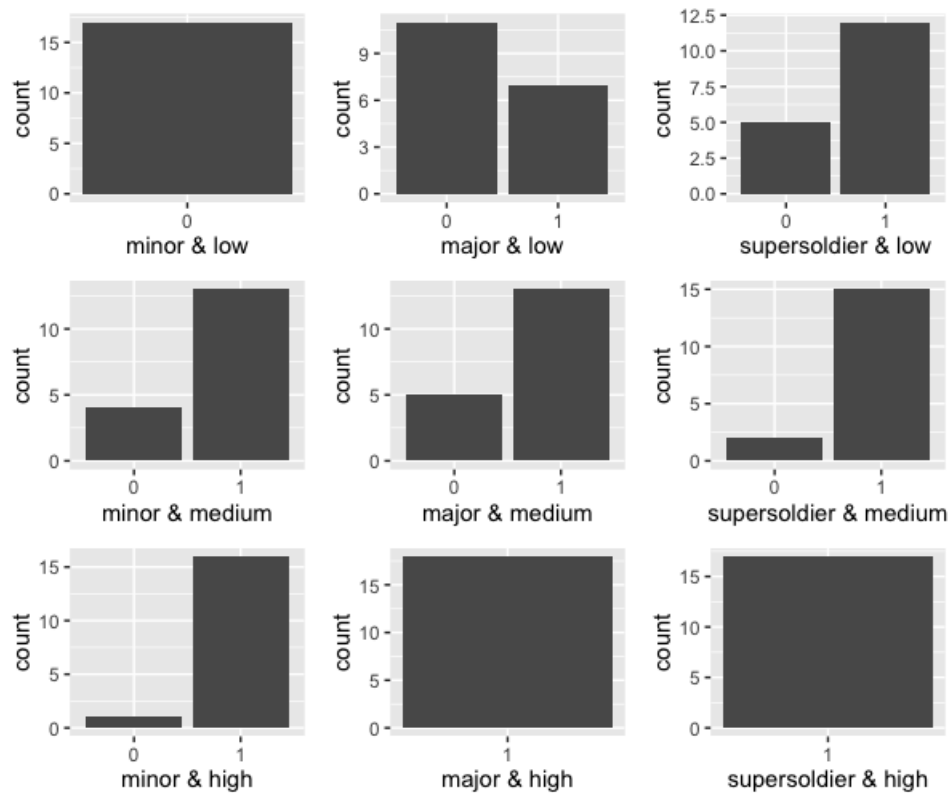 count
15
10
5
0
0
minor & low
count
9
6
3
0
0 1
major & low
count
12.5
10.0
7.5
5.0
2.5
0.0
0 1
supersoldier & low
count
10
5
0
0 1
minor & medium
count
10
5
0
0 1
major & medium
count
15
10
5
0
0 1
supersoldier & medium
count
15
10
5
0
0 1
minor & high
count
15
10
5
0
1
major & high
count
15
10
5
0
1
supersoldier & high